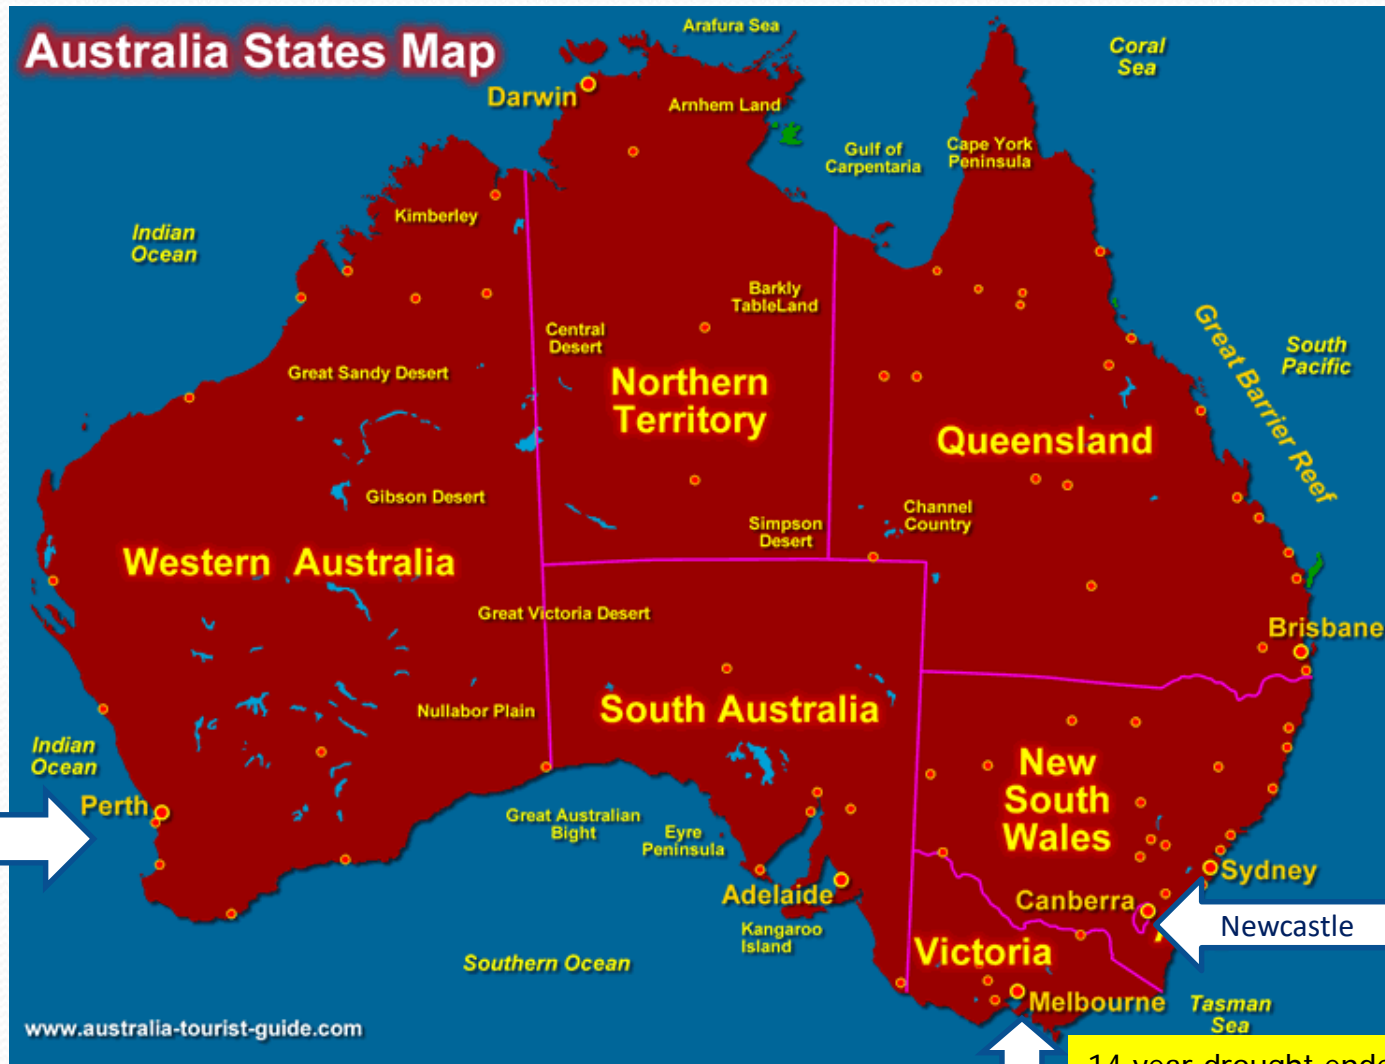 Australia States Map
Arafura Sea
Coral
Sea
Darwin
Arnhem Land
Gulf of
Carpentaria
Cape York
Peninsula
Kimberley
Indian
Ocean
Barkly
TableLand
Central
Desert
Great Sandy Desert
Northern
Territory
Great Barrier Reef
South
Pacific
Queensland
Gibson Desert
Channel
Country
Simpson
Desert
Western Australia
Great Victoria Desert
Brisbane
South Australia
Nullabor Plain
Indian
Ocean
Perth
New
South
Wales
Great Australian
Bight
Eyre
Peninsula
Sydney
Adelaide
Canberra
Newcastle
Kangaroo
Island
Victoria
Southern Ocean
Melbourne
Tasman
Sea
www.australia-tourist-guide.com
14 year drought ende